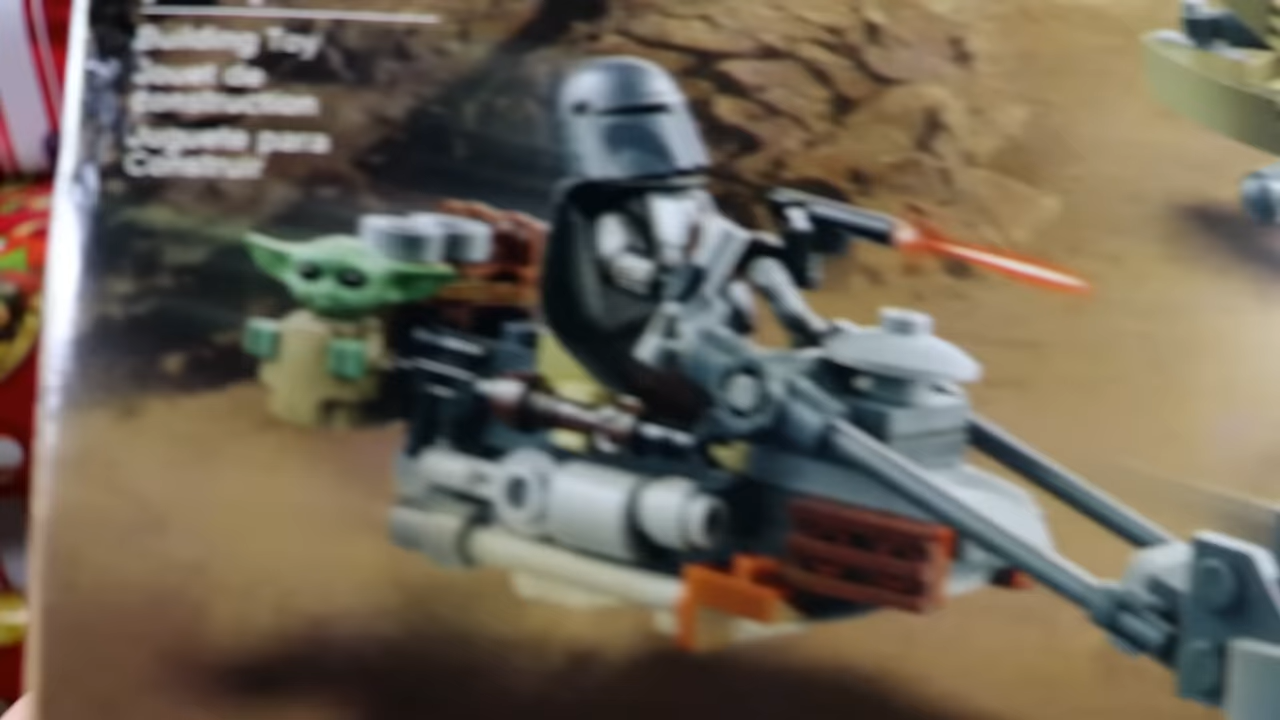 Building Toy
Jouet de
construction
Juguete para
Construir